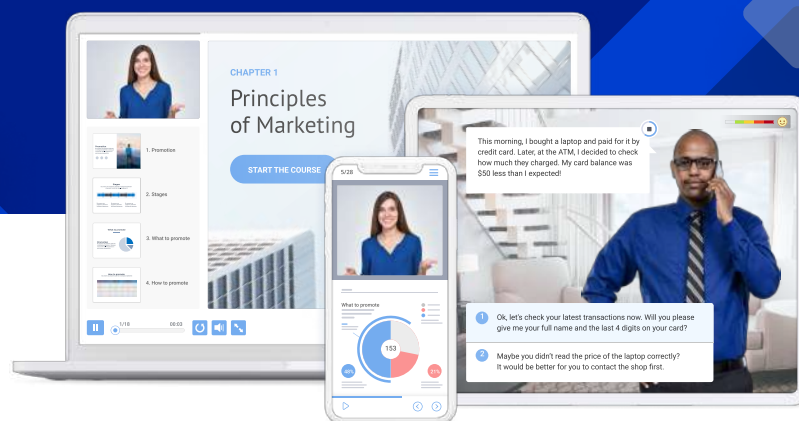 CHAPTER 1
Principles
of Marketing
START THE COURSE
1. Promotion
2. Stages
3. What to promote
4. How to promote
1/18
00:03
5/28
What to promote
153
48%
21%
This morning, I bought a laptop and paid for it by
credit card. Later, at the ATM, I decided to check
how much they charged. My card balance was
$50 less than I expected!
1 Ok, let's check your latest transactions now. Will you please
give me your full name and the last 4 digits on your card?
2 Maybe you didn't read the price of the laptop correctly?
It would be better for you to contact the shop first.